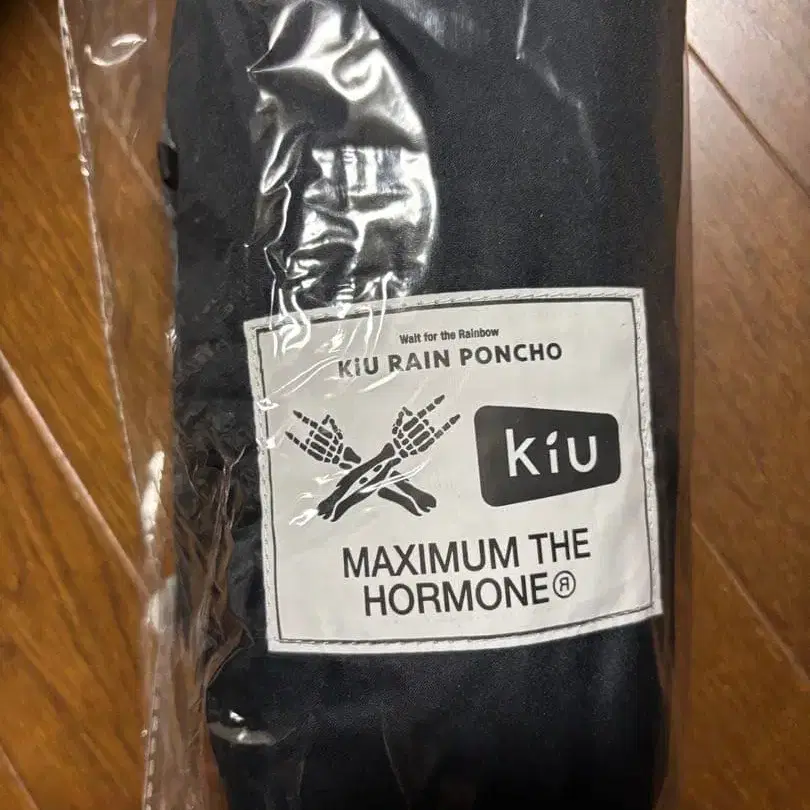 Wait for the Rainbow
KiU RAIN PONCHO
kiu
MAXIMUM THE
HORMONE Ⓡ